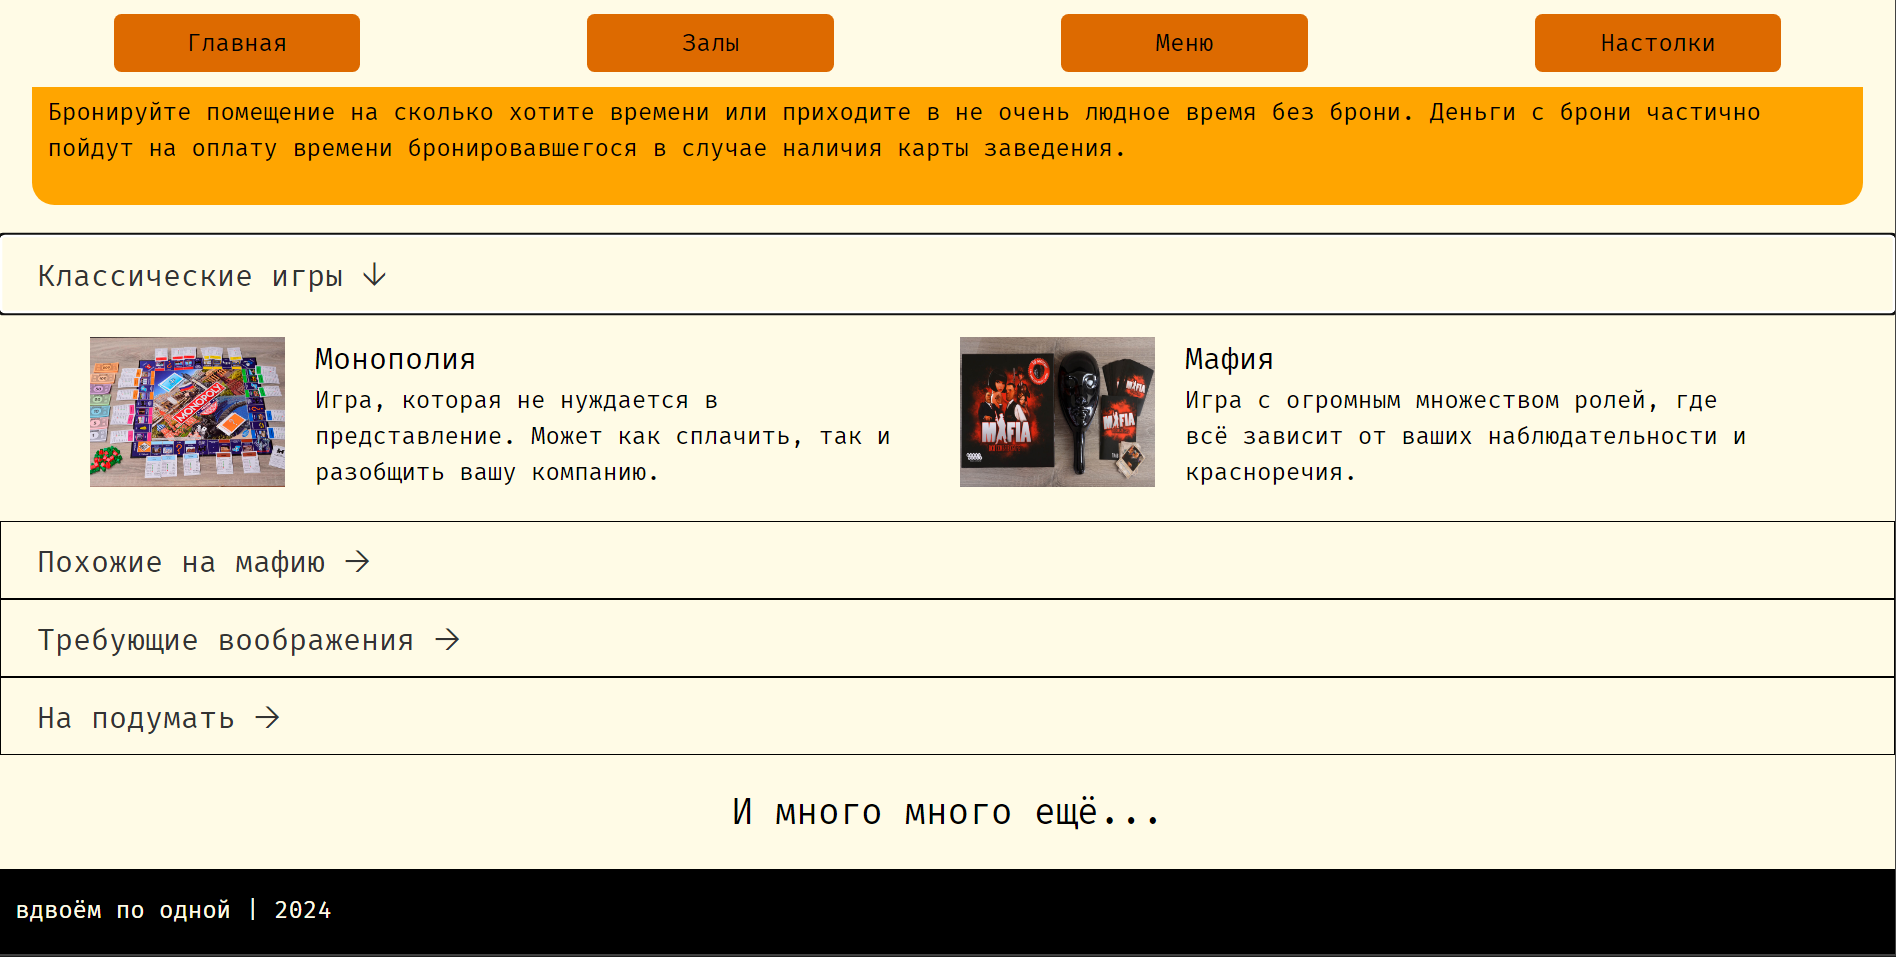 Главная Залы Меню Настолки
Бронируйте помещение на сколько хотите времени или приходите в не очень людное время без брони. Деньги с брони частично
пойдут на оплату времени бронировавшегося в случае наличия карты заведения.
Классические игры ↓
Монополия
Игра, которая не нуждается в
представление. Может как сплачить, так и
разобщить вашу компанию.
MONOPOLY
Мафия
Игра с огромным множеством ролей, где
всё зависит от ваших наблюдательности и
красноречия.
MAFIA
MAFIA
MAFIA
Похожие на мафию →
Требующие воображения →
На подумать →
И много много ещё...
вдвоём по одной | 2024